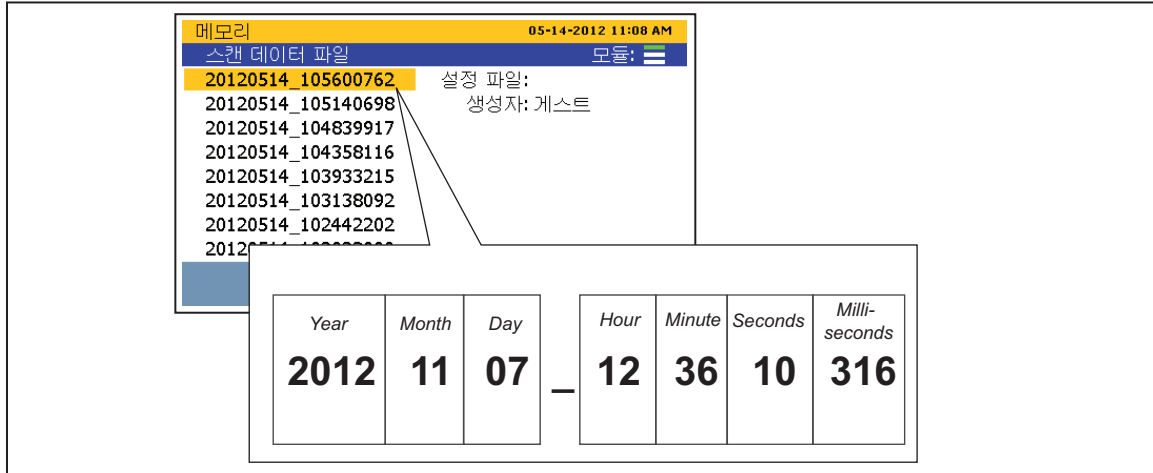 메모리 05-14-2012 11:08 AM
스캔 데이터 파일 모듈:
20120514_105600762 설정 파일:
20120514_105140698 생성자: 게스트
20120514_104839917
20120514_104358116
20120514_103933215
20120514_103138092
20120514_102442202
Year Month Day Hour Minute Seconds Milli-
seconds
2012 11 07 _ 12 36 10 316